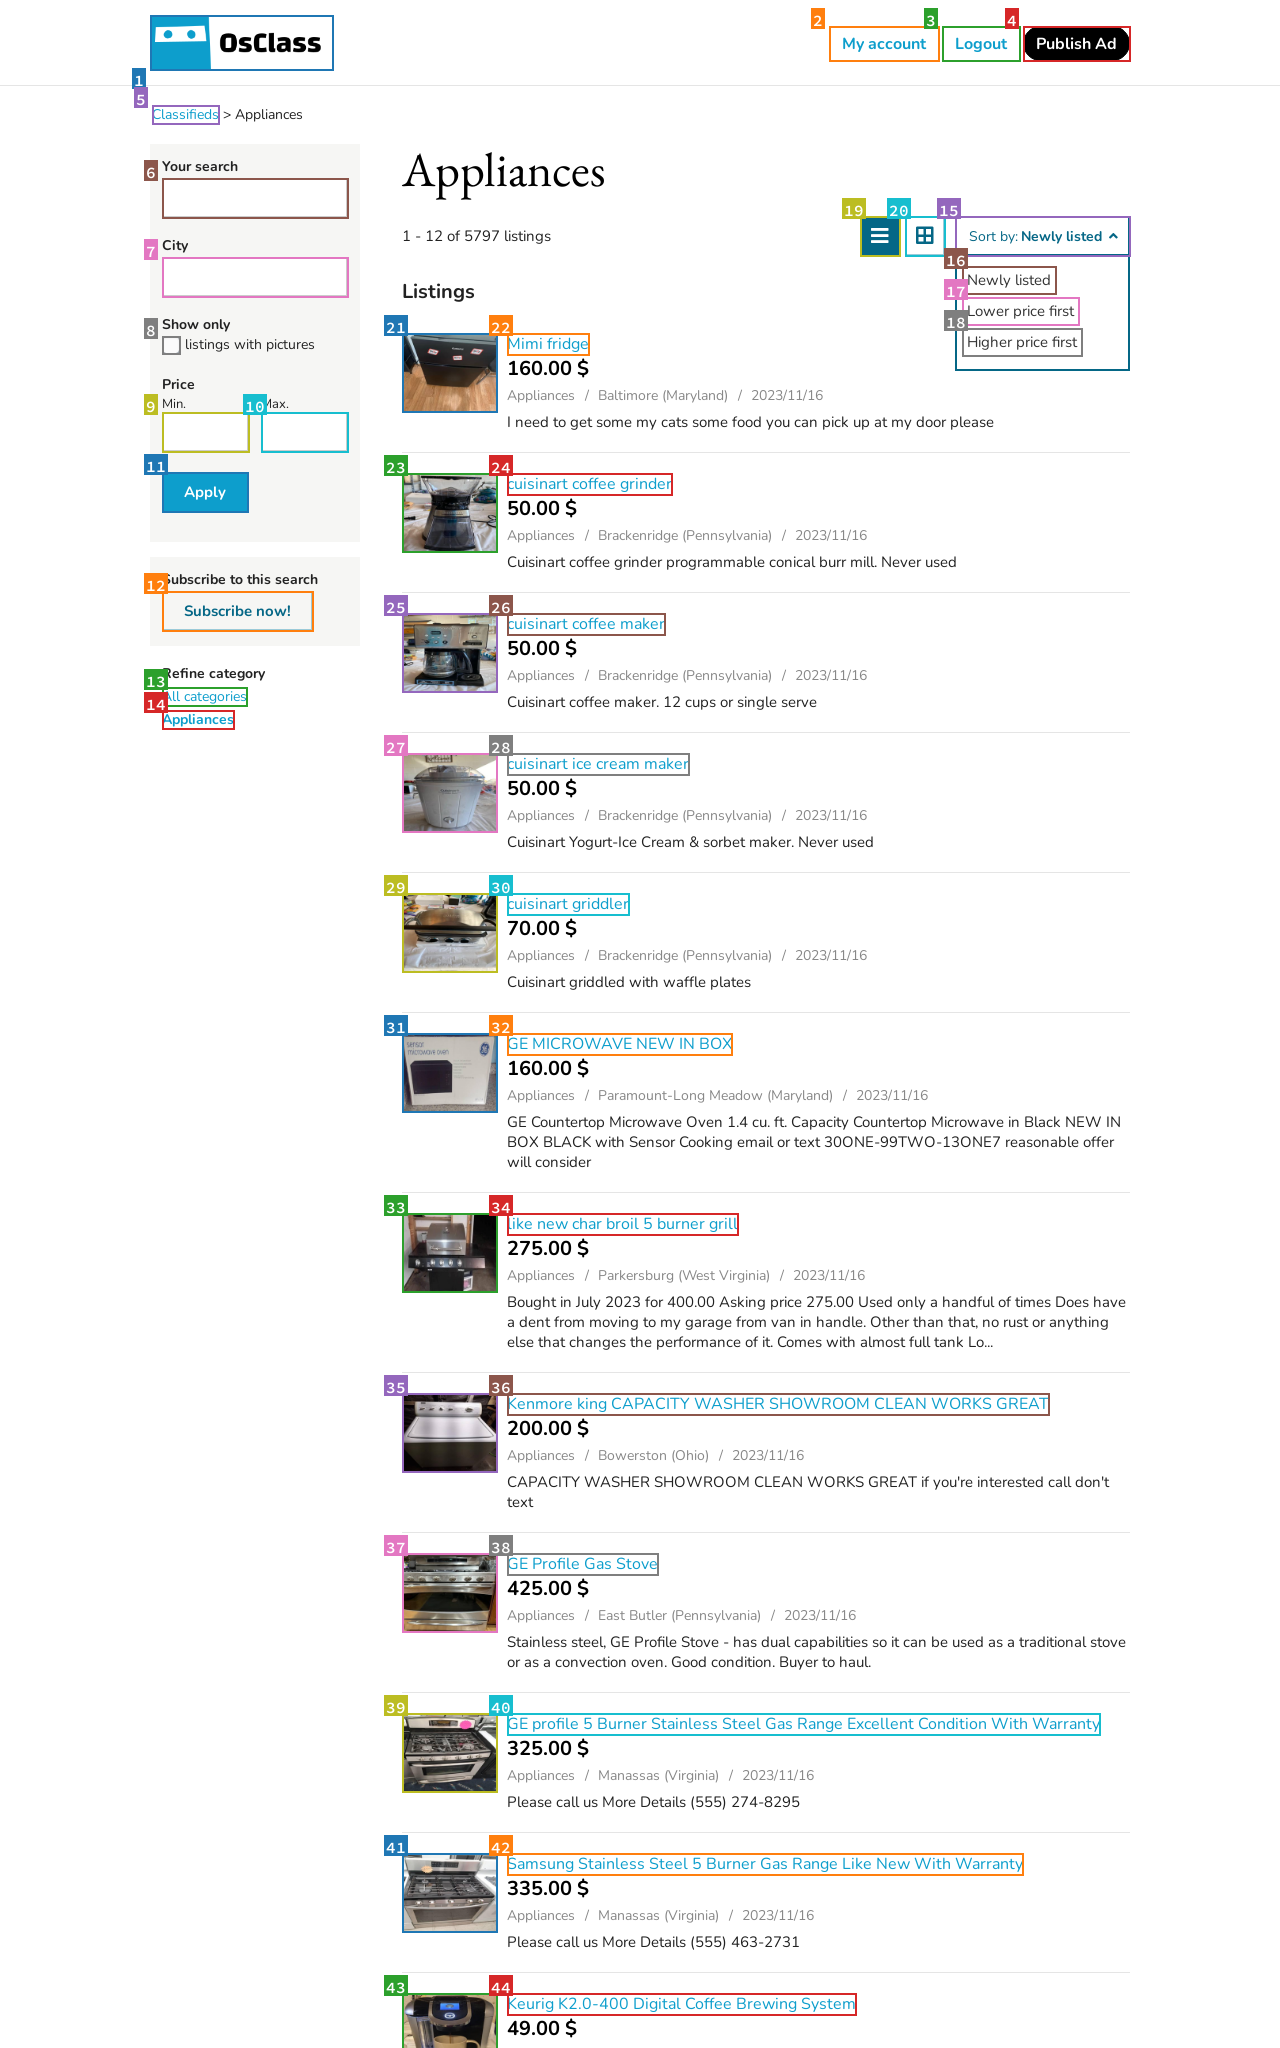 OsClass
2
3
4
My account
Logout
Publish Ad
1
5
Classifieds > Appliances
6
Your search
7
City
8
Show only
listings with pictures
Price
9
Min.
10
Max.
11
Apply
12
Subscribe to this search
Subscribe now!
Refine category
13
All categories
14
Appliances
Appliances
1 - 12 of 5797 listings
19
20
15
Sort by: Newly listed
16
Newly listed
17
Lower price first
18
Higher price first
Listings
21
22
Mimi fridge
160.00 $
Appliances / Baltimore (Maryland) / 2023/11/16
I need to get some my cats some food you can pick up at my door please
23
24
cuisinart coffee grinder
50.00 $
Appliances / Brackenridge (Pennsylvania) / 2023/11/16
Cuisinart coffee grinder programmable conical burr mill. Never used
25
26
cuisinart coffee maker
50.00 $
Appliances / Brackenridge (Pennsylvania) / 2023/11/16
Cuisinart coffee maker. 12 cups or single serve
27
28
cuisinart ice cream maker
50.00 $
Appliances / Brackenridge (Pennsylvania) / 2023/11/16
Cuisinart Yogurt-Ice Cream & sorbet maker. Never used
29
30
cuisinart griddler
70.00 $
Appliances / Brackenridge (Pennsylvania) / 2023/11/16
Cuisinart griddled with waffle plates
31
32
GE MICROWAVE NEW IN BOX
160.00 $
Appliances / Paramount-Long Meadow (Maryland) / 2023/11/16
GE Countertop Microwave Oven 1.4 cu. ft. Capacity Countertop Microwave in Black NEW IN
BOX BLACK with Sensor Cooking email or text 30ONE-99TWO-13ONE7 reasonable offer
will consider
33
34
like new char broil 5 burner grill
275.00 $
Appliances / Parkersburg (West Virginia) / 2023/11/16
Bought in July 2023 for 400.00 Asking price 275.00 Used only a handful of times Does have
a dent from moving to my garage from van in handle. Other than that, no rust or anything
else that changes the performance of it. Comes with almost full tank Lo...
35
36
Kenmore king CAPACITY WASHER SHOWROOM CLEAN WORKS GREAT
200.00 $
Appliances / Bowerston (Ohio) / 2023/11/16
CAPACITY WASHER SHOWROOM CLEAN WORKS GREAT if you're interested call don't
text
37
38
GE Profile Gas Stove
425.00 $
Appliances / East Butler (Pennsylvania) / 2023/11/16
Stainless steel, GE Profile Stove - has dual capabilities so it can be used as a traditional stove
or as a convection oven. Good condition. Buyer to haul.
39
40
GE profile 5 Burner Stainless Steel Gas Range Excellent Condition With Warranty
325.00 $
Appliances / Manassas (Virginia) / 2023/11/16
Please call us More Details (555) 274-8295
41
42
Samsung Stainless Steel 5 Burner Gas Range Like New With Warranty
335.00 $
Appliances / Manassas (Virginia) / 2023/11/16
Please call us More Details (555) 463-2731
43
44
Keurig K2.0-400 Digital Coffee Brewing System
49.00 $